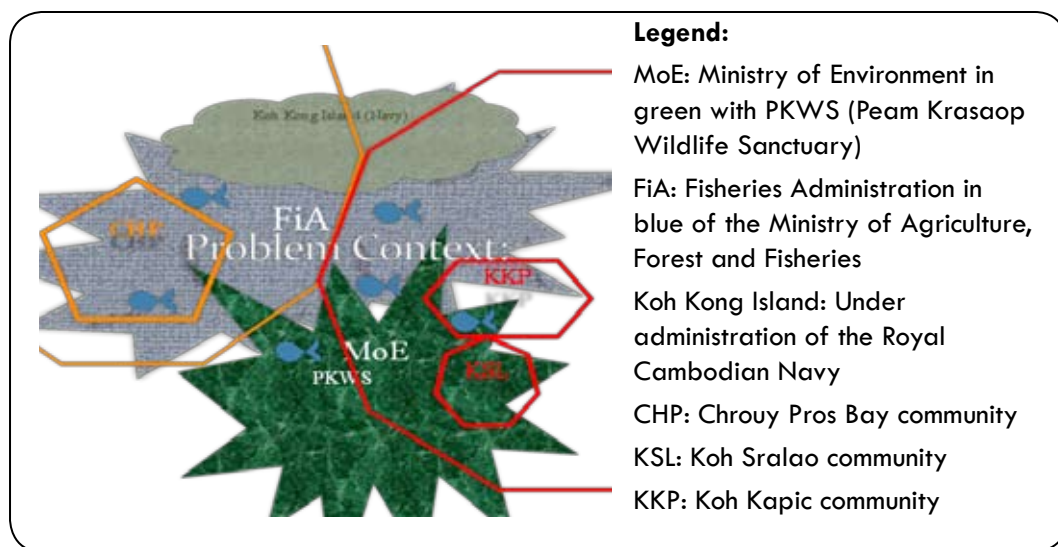 Koh Kong Island (Navy)
CHP
FiA
Problem Context:
KKP
MoE
PKWS
KSL
Legend:
MoE: Ministry of Environment in
green with PKWS (Peam Krasaop
Wildlife Sanctuary)
FiA: Fisheries Administration in
blue of the Ministry of Agriculture,
Forest and Fisheries
Koh Kong Island: Under
administration of the Royal
Cambodian Navy
CHP: Chrouy Pros Bay community
KSL: Koh Sralao community
KKP: Koh Kapic community